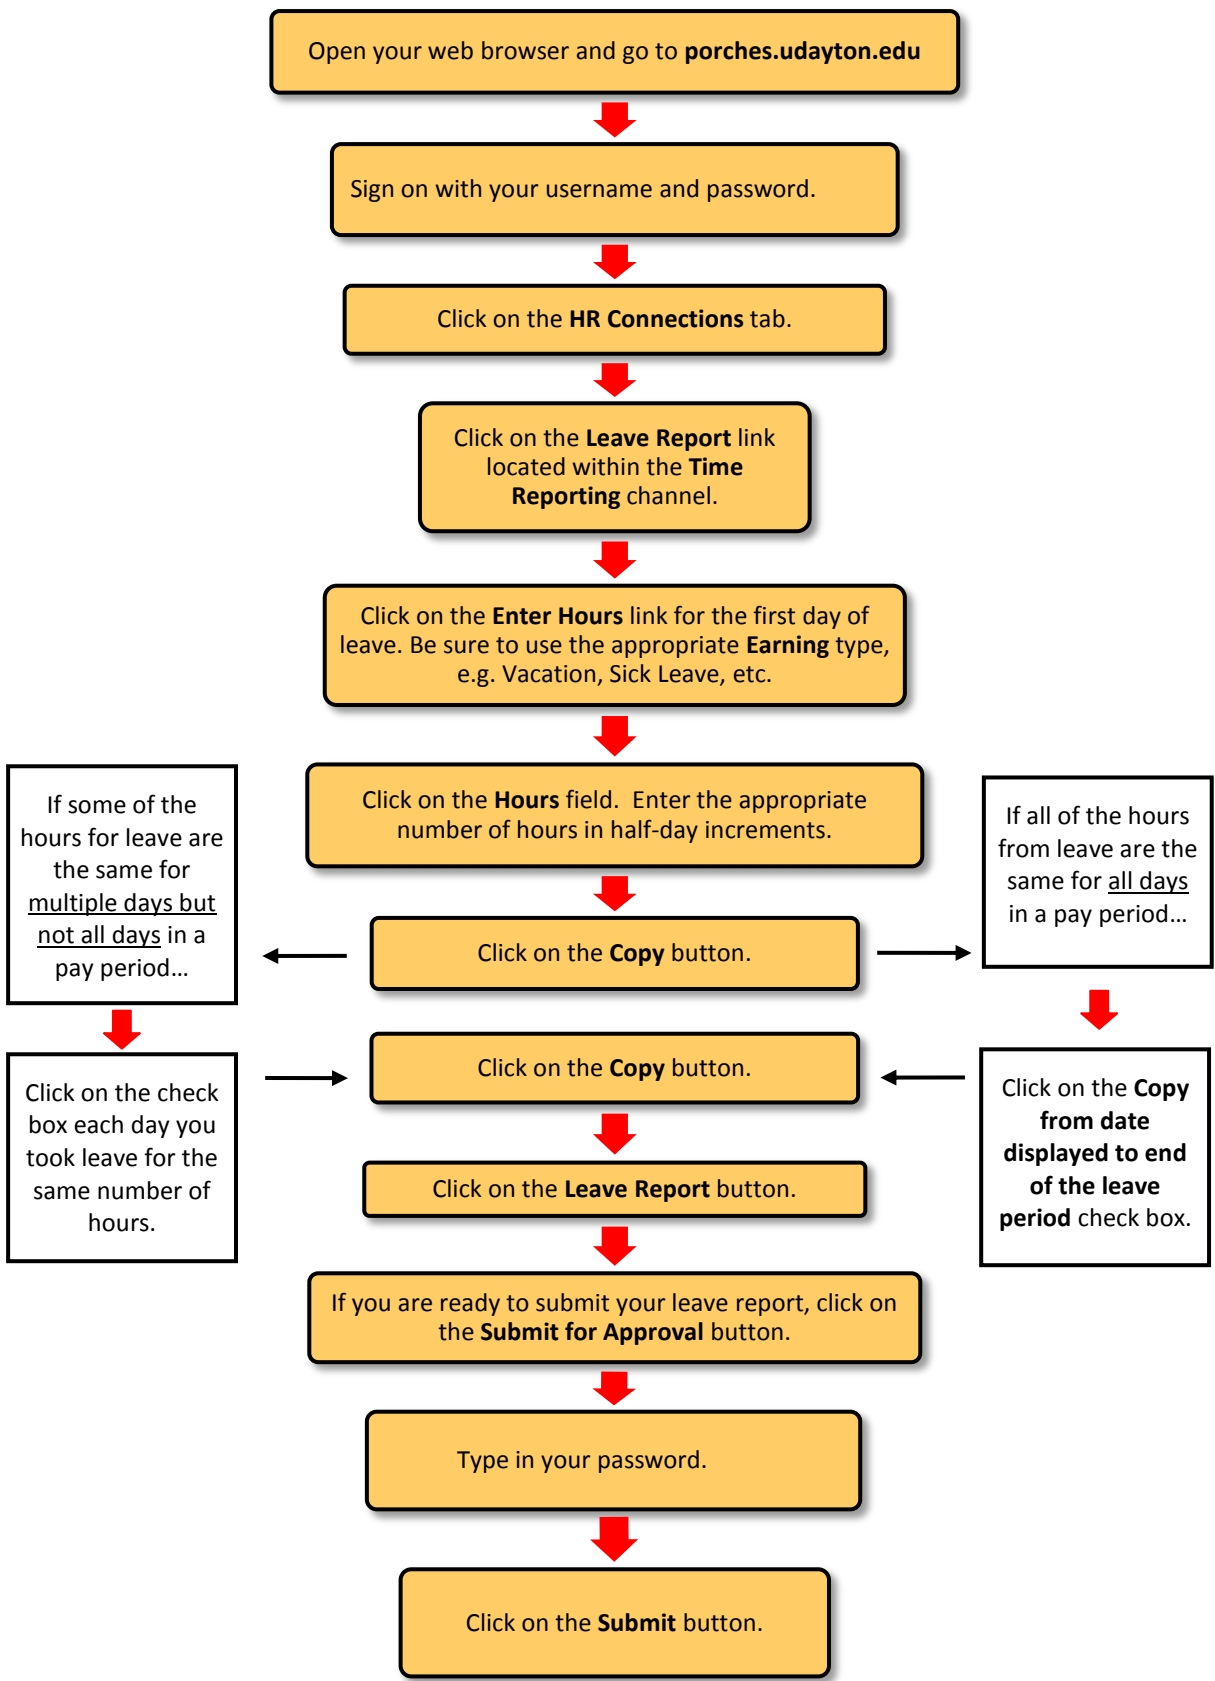 Open your web browser and go to porches.udayton.edu
Sign on with your username and password.
Click on the HR Connections tab.
Click on the Leave Report link
located within the Time
Reporting channel.
Click on the Enter Hours link for the first day of
leave. Be sure to use the appropriate Earning type,
e.g. Vacation, Sick Leave, etc.
Click on the Hours field.  Enter the appropriate
number of hours in half-day increments.
If some of the
hours for leave are
the same for
multiple days but
not all days in a
pay period…
Click on the Copy button.
If all of the hours
from leave are the
same for all days
in a pay period…
Click on the check
box each day you
took leave for the
same number of
hours.
Click on the Copy button.
Click on the Copy
from date
displayed to end
of the leave
period check box.
Click on the Leave Report button.
If you are ready to submit your leave report, click on
the Submit for Approval button.
Type in your password.
Click on the Submit button.